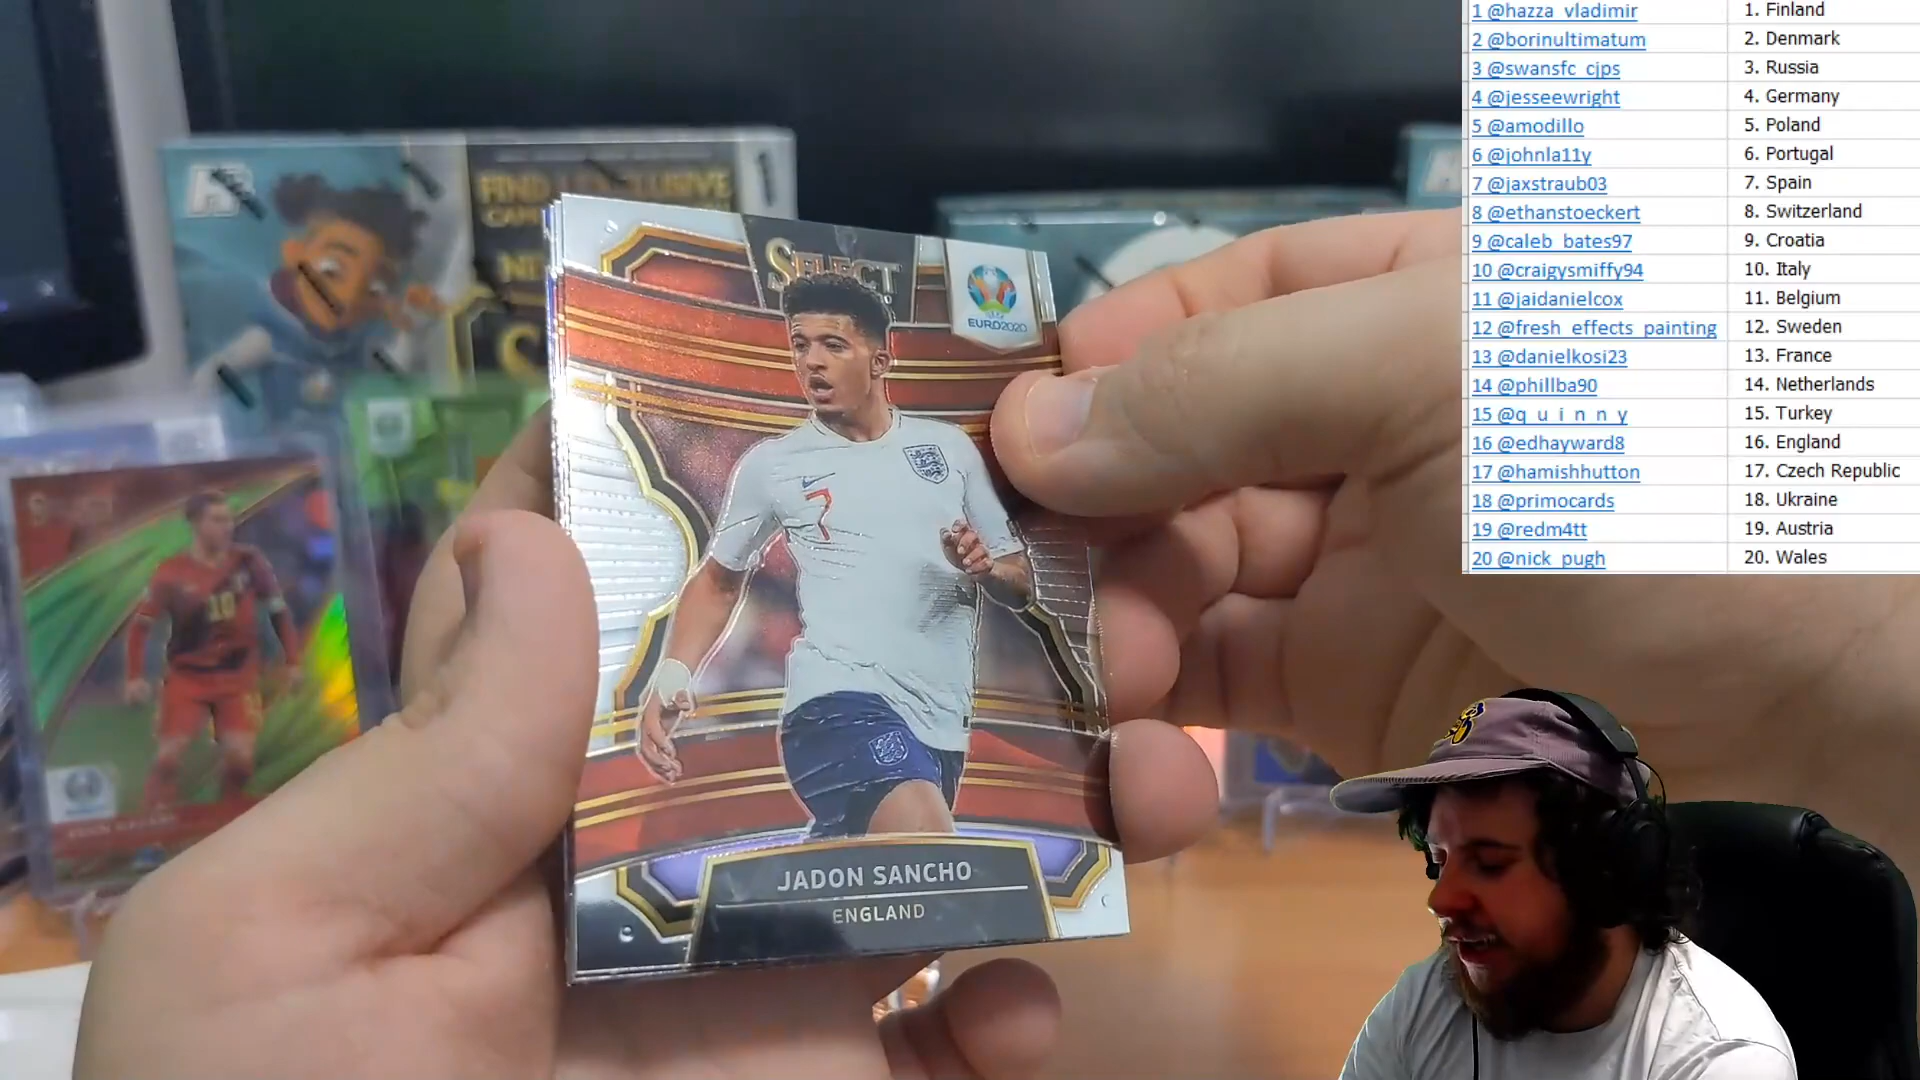 1 @hazza_vladimir 1. Finland
2 @borinultimatum 2. Denmark
3 @swansfc_cjps 3. Russia
4 @jesseewright 4. Germany
5 @amodillo 5. Poland
6 @johnla11y 6. Portugal
7 @jaxstraub03 7. Spain
8 @ethanstoeckert 8. Switzerland
9 @caleb_bates97 9. Croatia
10 @craigysmiffy94 10. Italy
11 @jaidanielcox 11. Belgium
12 @fresh_effects_painting 12. Sweden
13 @danielkosi23 13. France
14 @phillba90 14. Netherlands
15 @q_u_i_n_n_y 15. Turkey
16 @edhayward8 16. England
17 @hamishhutton 17. Czech Republic
18 @primocards 18. Ukraine
19 @redm4tt 19. Austria
20 @nick_pugh 20. Wales
FIND EXCLUSIVE
SELECT
EURO2020
7
10
JADON SANCHO
ENGLAND